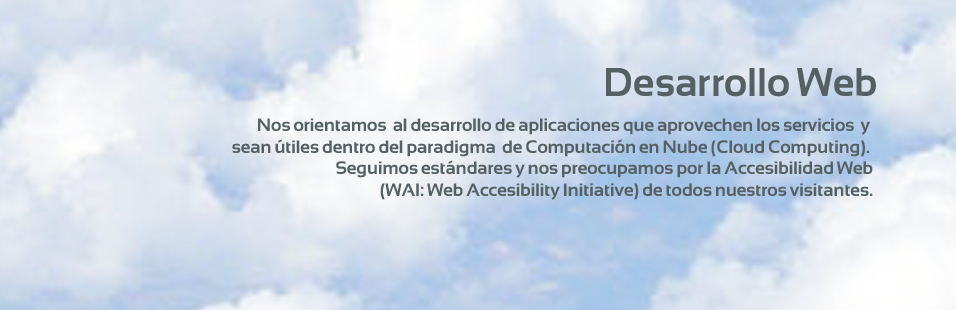 Desarrollo Web
Nos orientamos al desarrollo de aplicaciones que aprovechen los servicios y
sean útiles dentro del paradigma de Computación en Nube (Cloud Computing).
Seguimos estándares y nos preocupamos por la Accesibilidad Web
(WAI: Web Accesibility Initiative) de todos nuestros visitantes.